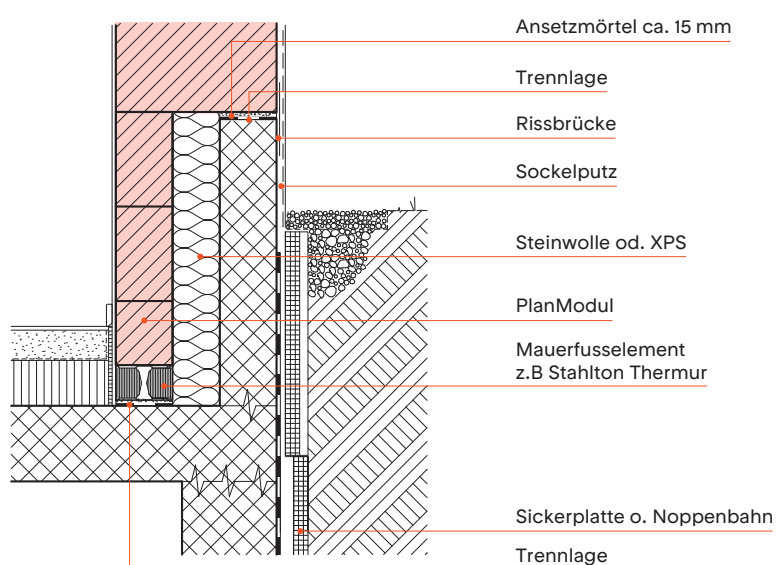 Ansetzmörtel ca. 15 mm
Trennlage
Rissbrücke
Sockelputz
Steinwolle od. XPS
PlanModul
Mauerfusselement
z.B Stahlton Thermur
Sickerplatte o. Noppenbahn
Trennlage